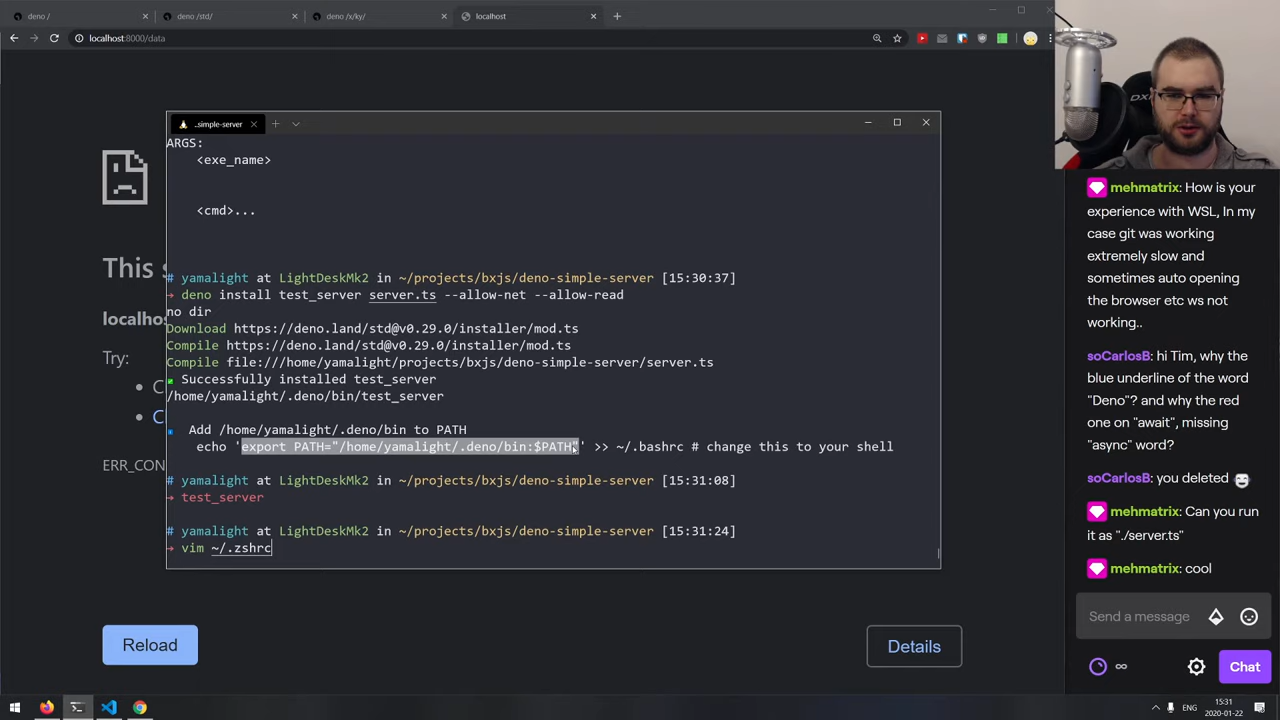 deno /
deno /std/
deno /x/ky/
localhost
localhost:8000/data
..simple-server
ARGS:
<exe_name>
<cmd>...
# yamalight at LightDeskMk2 in ~/projects/bxjs/deno-simple-server [15:30:37]
→ deno install test_server server.ts --allow-net --allow-read
no dir
Download https://deno.land/std@v0.29.0/installer/mod.ts
Compile https://deno.land/std@v0.29.0/installer/mod.ts
Compile file:///home/yamalight/projects/bxjs/deno-simple-server/server.ts
Successfully installed test_server
/home/yamalight/.deno/bin/test_server
Add /home/yamalight/.deno/bin to PATH
echo 'export PATH="/home/yamalight/.deno/bin:$PATH"' >> ~/.bashrc # change this to your shell
# yamalight at LightDeskMk2 in ~/projects/bxjs/deno-simple-server [15:31:08]
→ test_server
# yamalight at LightDeskMk2 in ~/projects/bxjs/deno-simple-server [15:31:24]
→ vim ~/.zshrc
This s
localhos
Try:
C
C
ERR_CON
Reload
Details
mehmatrix: How is your
experience with WSL, In my
case git was working
extremely slow and
sometimes auto opening
the browser etc ws not
working..
soCarlosB: hi Tim, why the
blue underline of the word
"Deno"? and why the red
one on "await", missing
"async" word?
soCarlosB: you deleted
mehmatrix: Can you run
it as "./server.ts"
mehmatrix: cool
Send a message
∞
Chat
ENG
15:31
2020-01-22